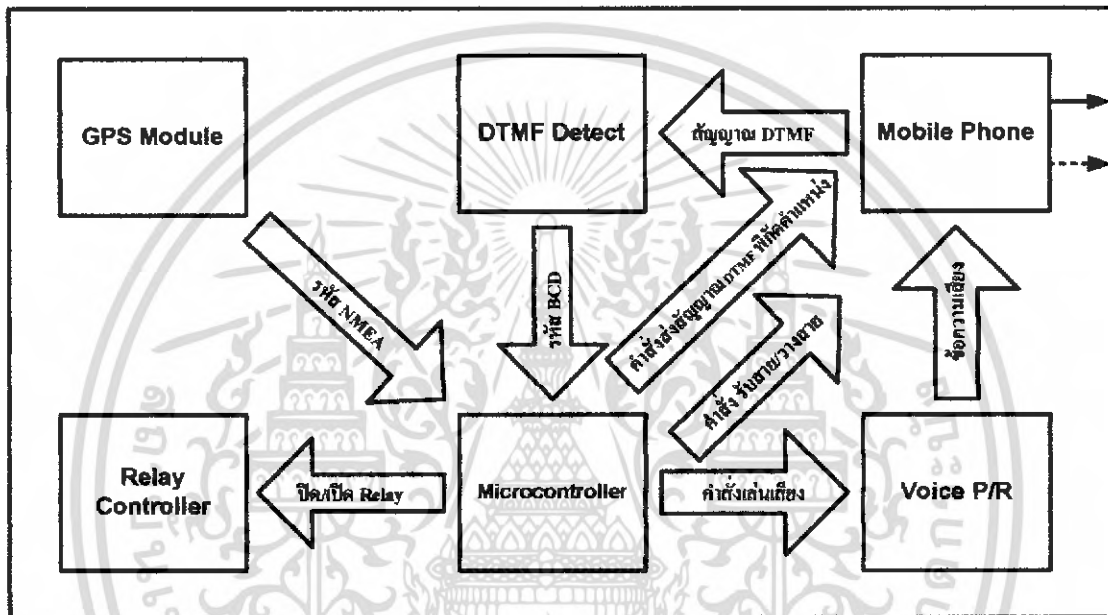 GPS Module
DTMF Detect
Mobile Phone
สัญญาณ DTMF
รหัส NMEA
รหัส BCD
คำสั่งส่งสัญญาณ DTMF พิกัดตำแหน่ง
คำสั่ง รับสาย/วางสาย
ข้อความเสียง
Relay
Controller
ปิด/เปิด Relay
Microcontroller
คำสั่งเล่นเสียง
Voice P/R